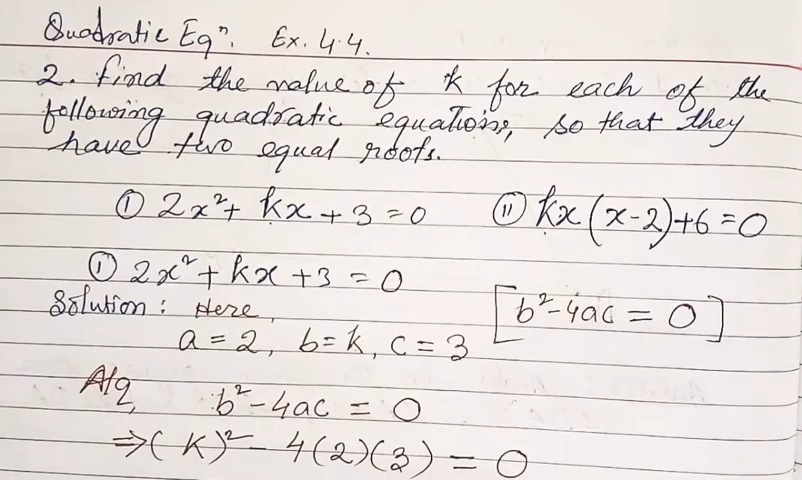 Quadratic Eqⁿ. Ex. 4.4.
2. Find the value of k for each of the
following quadratic equations, so that they
have two equal roots.
(i) 2x² + kx + 3 = 0 (ii) kx (x-2) + 6 = 0
(i) 2x² + kx + 3 = 0
Solution : Here, [b² - 4ac = 0]
a = 2, b = k, c = 3
A/q, b² - 4ac = 0
⇒ (k)² - 4(2)(3) = 0